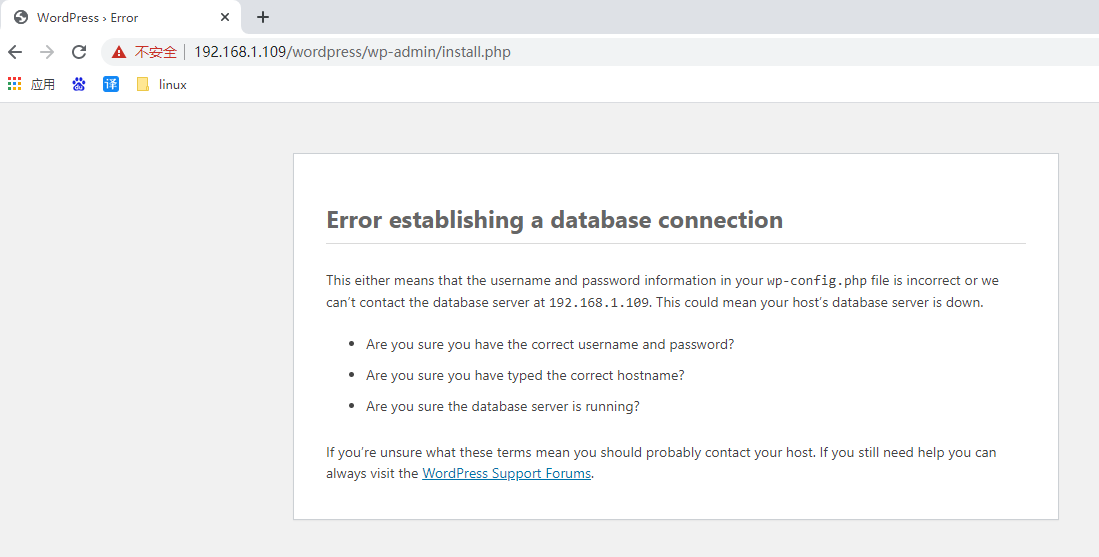 WordPress › Error
不安全 192.168.1.109/wordpress/wp-admin/install.php
应用 du 译 linux
Error establishing a database connection
This either means that the username and password information in your wp-config.php file is incorrect or we
can’t contact the database server at 192.168.1.109. This could mean your host’s database server is down.
Are you sure you have the correct username and password?
Are you sure you have typed the correct hostname?
Are you sure the database server is running?
If you’re unsure what these terms mean you should probably contact your host. If you still need help you can
always visit the WordPress Support Forums.